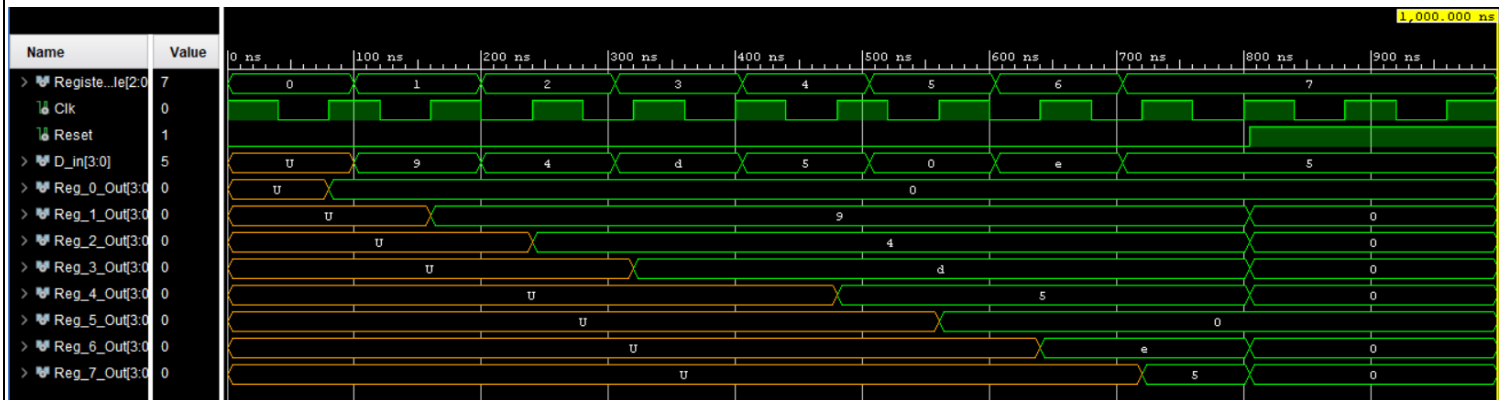 1,000.000 ns
Name Value 0 ns 100 ns 200 ns 300 ns 400 ns 500 ns 600 ns 700 ns 800 ns 900 ns
> Registe...le[2:0 7 0 1 2 3 4 5 6 7
Clk 0
Reset 1
> D_in[3:0] 5 U 9 4 d 5 0 e 5
> Reg_0_Out[3:0 0 U 0
> Reg_1_Out[3:0 0 U 9 0
> Reg_2_Out[3:0 0 U 4 0
> Reg_3_Out[3:0 0 U d 0
> Reg_4_Out[3:0 0 U 5 0
> Reg_5_Out[3:0 0 U 0
> Reg_6_Out[3:0 0 U e 0
> Reg_7_Out[3:0 0 U 5 0